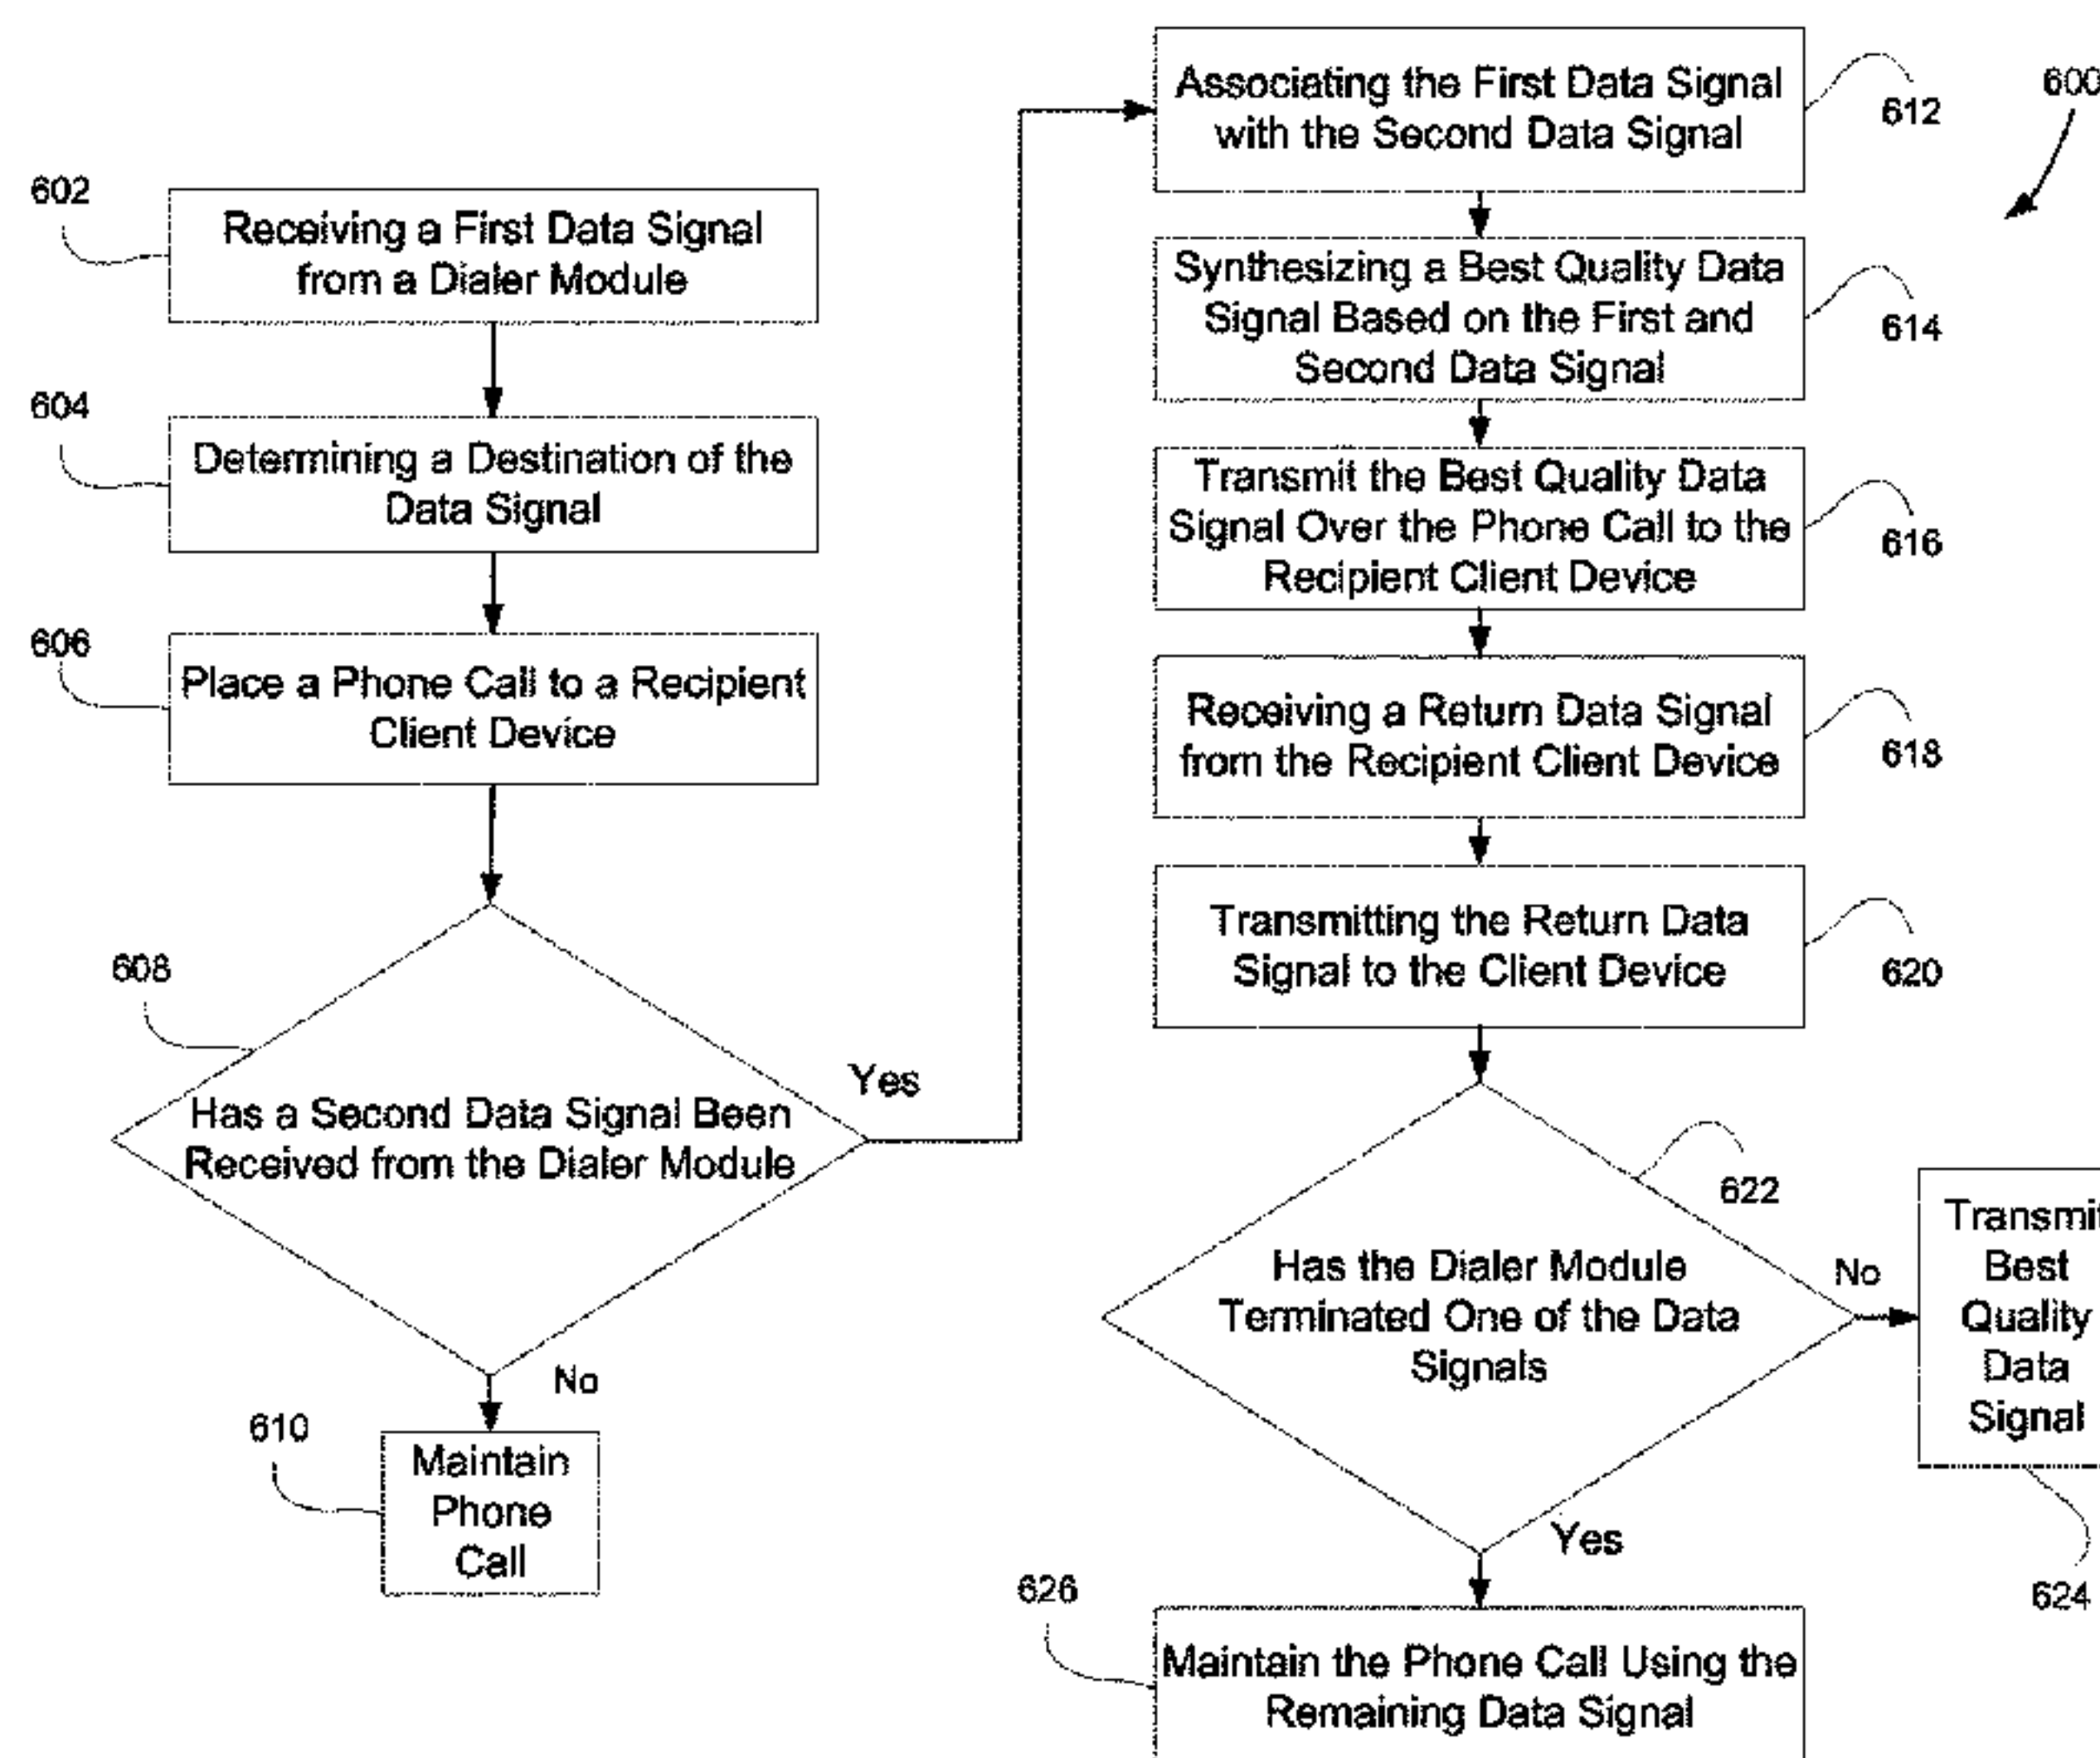 602
Receiving a First Data Signal
from a Dialer Module
604
Determining a Destination of the
Data Signal
606
Place a Phone Call to a Recipient
Client Device
608
Has a Second Data Signal Been
Received from the Dialer Module
Yes
No
610
Maintain
Phone
Call
600
Associating the First Data Signal
with the Second Data Signal
612
Synthesizing a Best Quality Data
Signal Based on the First and
Second Data Signal
614
Transmit the Best Quality Data
Signal Over the Phone Call to the
Recipient Client Device
616
Receiving a Return Data Signal
from the Recipient Client Device
618
Transmitting the Return Data
Signal to the Client Device
620
622
Has the Dialer Module
Terminated One of the Data
Signals
No
Transmit
Best
Quality
Data
Signal
624
Yes
626
Maintain the Phone Call Using the
Remaining Data Signal